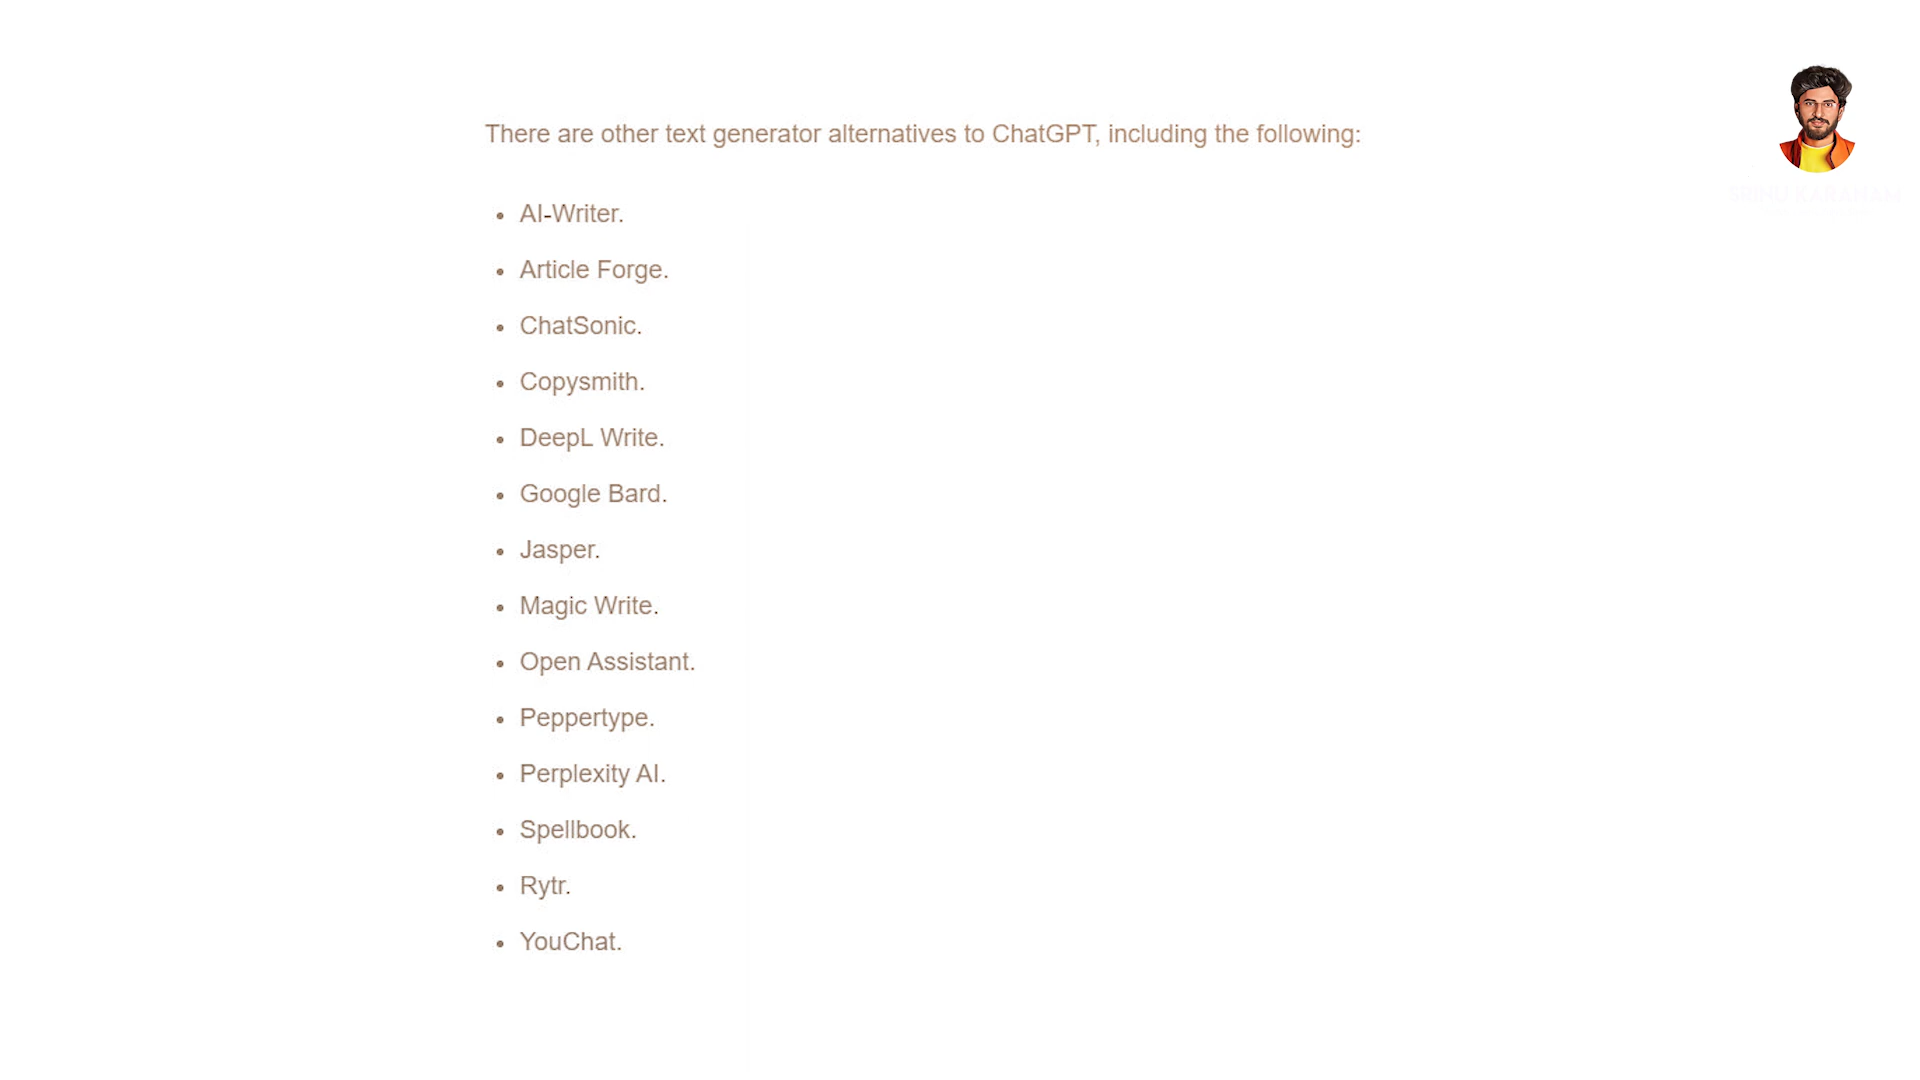 There are other text generator alternatives to ChatGPT, including the following:
• AI-Writer.
• Article Forge.
• ChatSonic.
• Copysmith.
• DeepL Write.
• Google Bard.
• Jasper.
• Magic Write.
• Open Assistant.
• Peppertype.
• Perplexity AI.
• Spellbook.
• Rytr.
• YouChat.